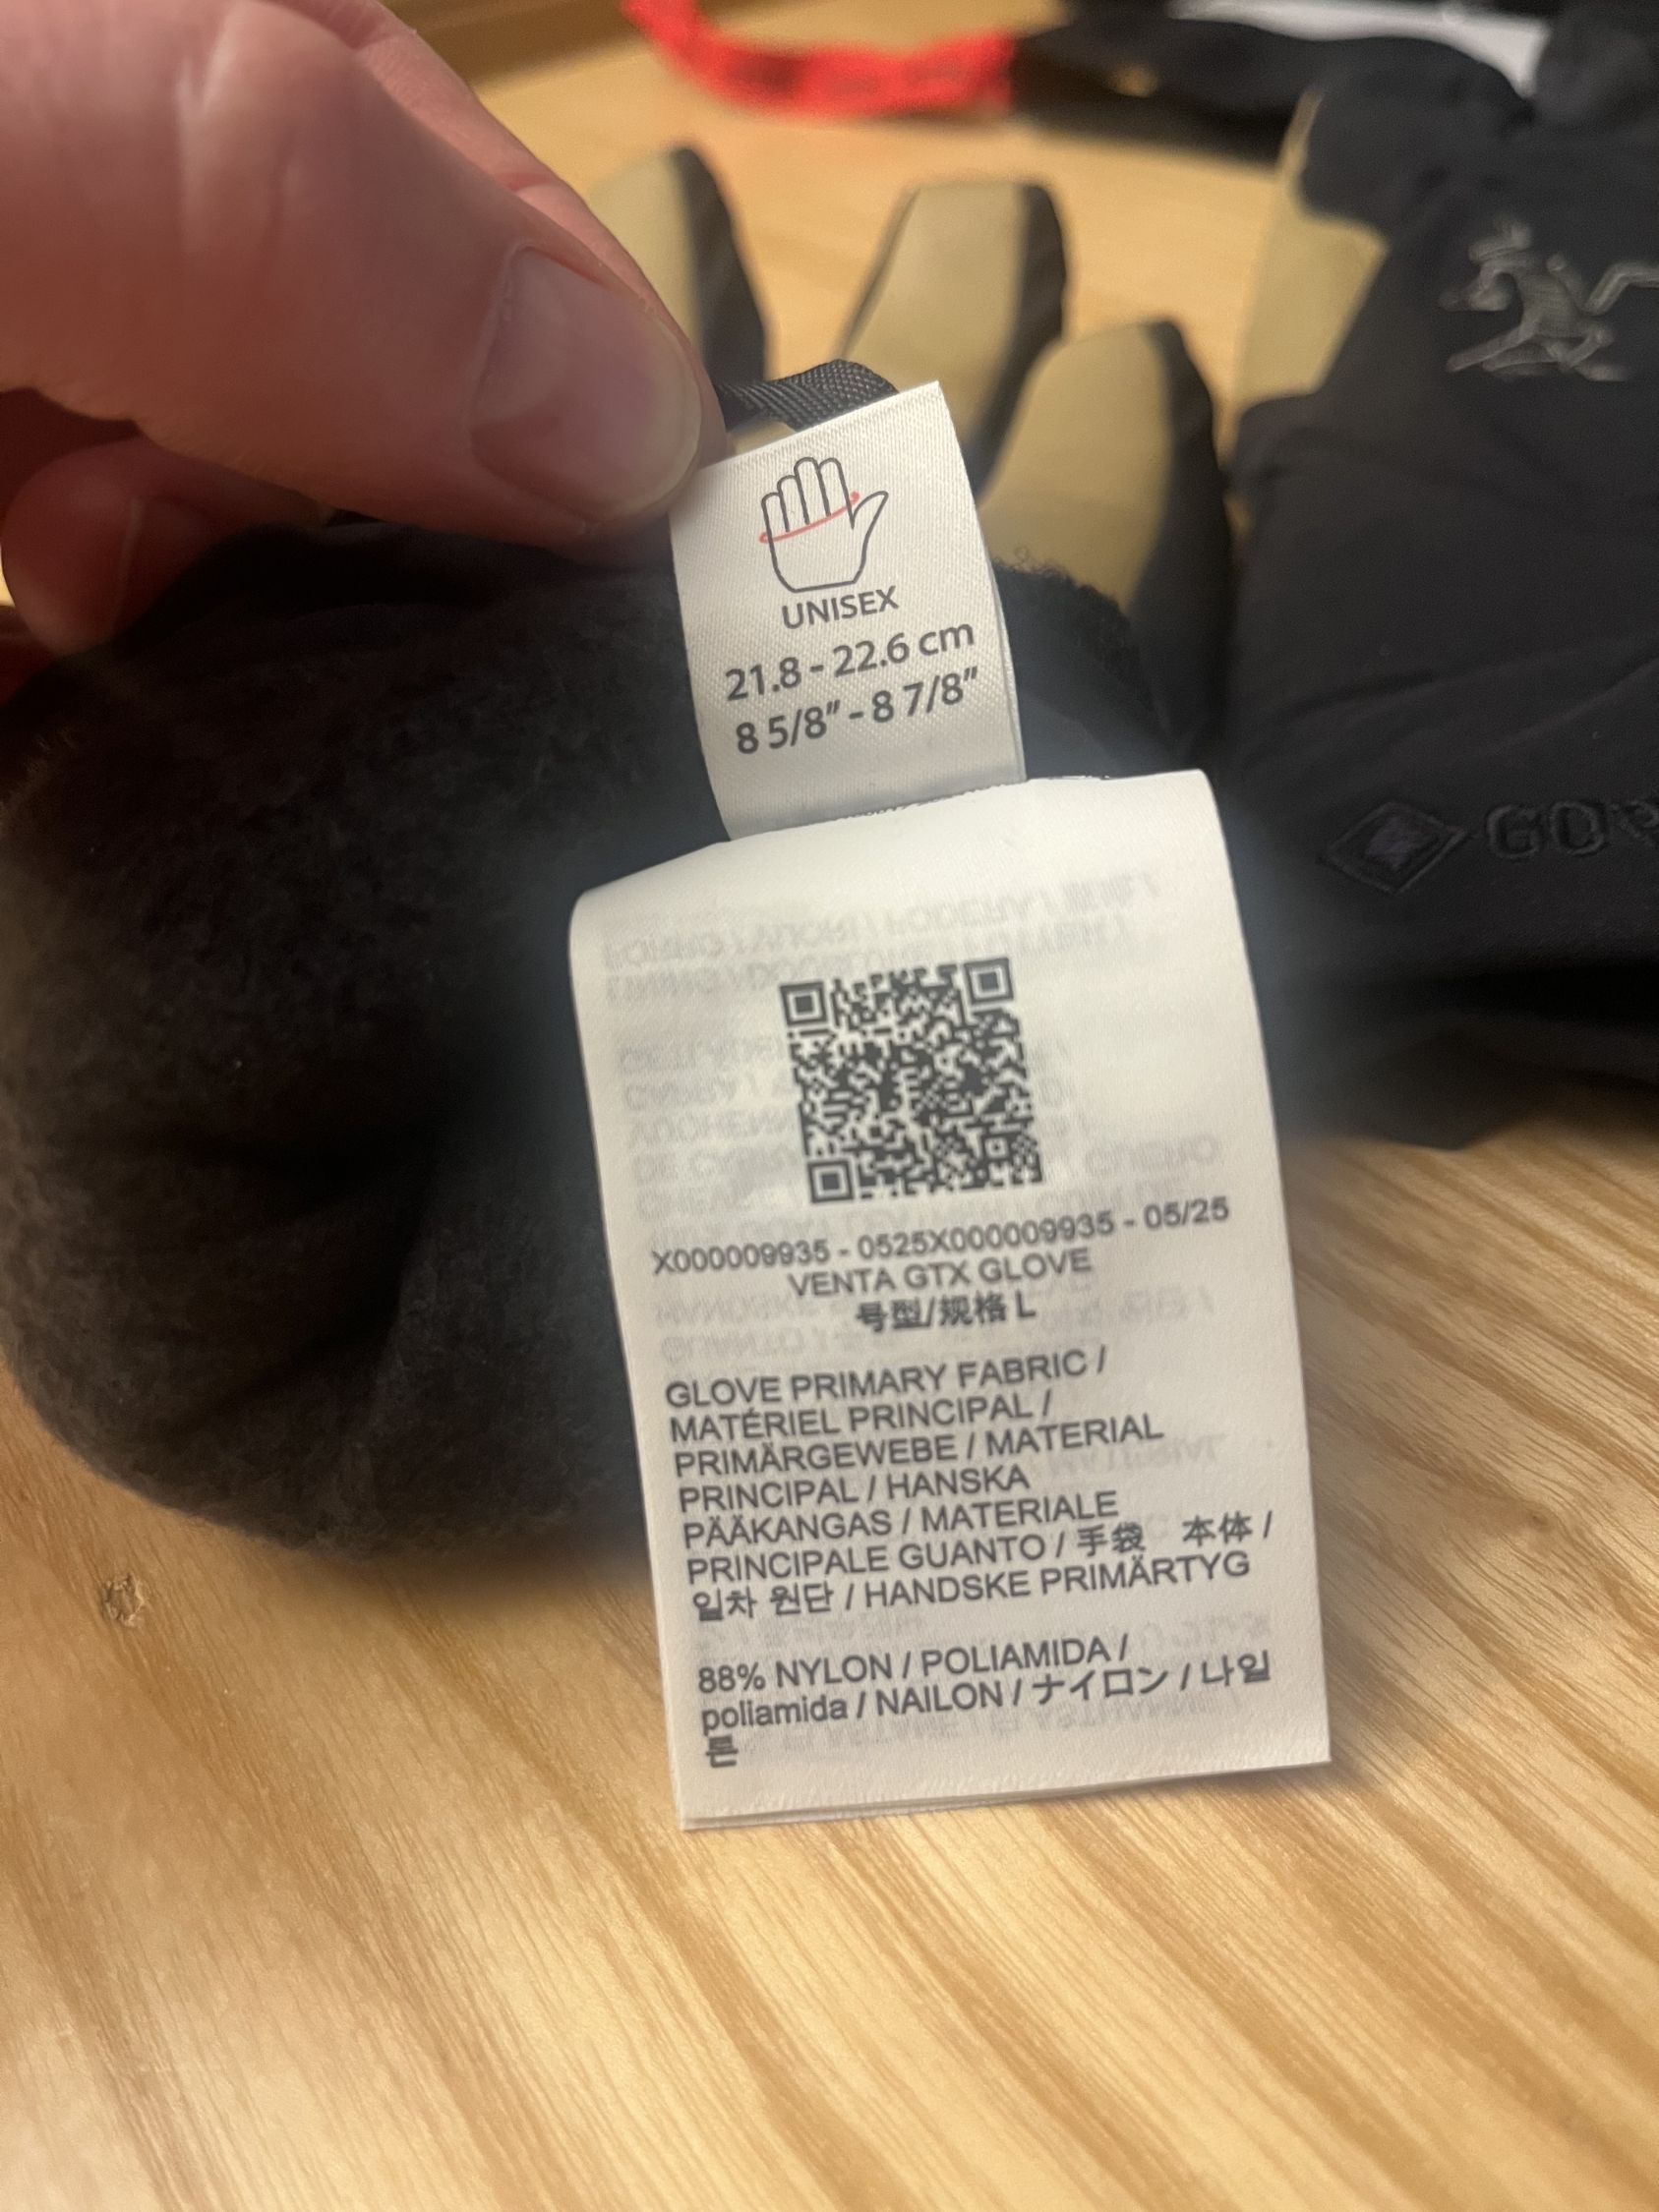 UNISEX
21.8 - 22.6 cm
8 5/8" - 8 7/8"
X000009935 - 0525X000009935 - 05/25
VENTA GTX GLOVE
号型/规格 L
GLOVE PRIMARY FABRIC /
MATÉRIEL PRINCIPAL /
PRIMÄRGEWEBE / MATERIAL
PRINCIPAL / HANSKA
PÄÄKANGAS / MATERIALE
PRINCIPALE GUANTO / 手袋　本体 /
일차 원단 / HANDSKE PRIMÄRTYG
88% NYLON / POLIAMIDA /
poliamida / NAILON / ナイロン / 나일
론